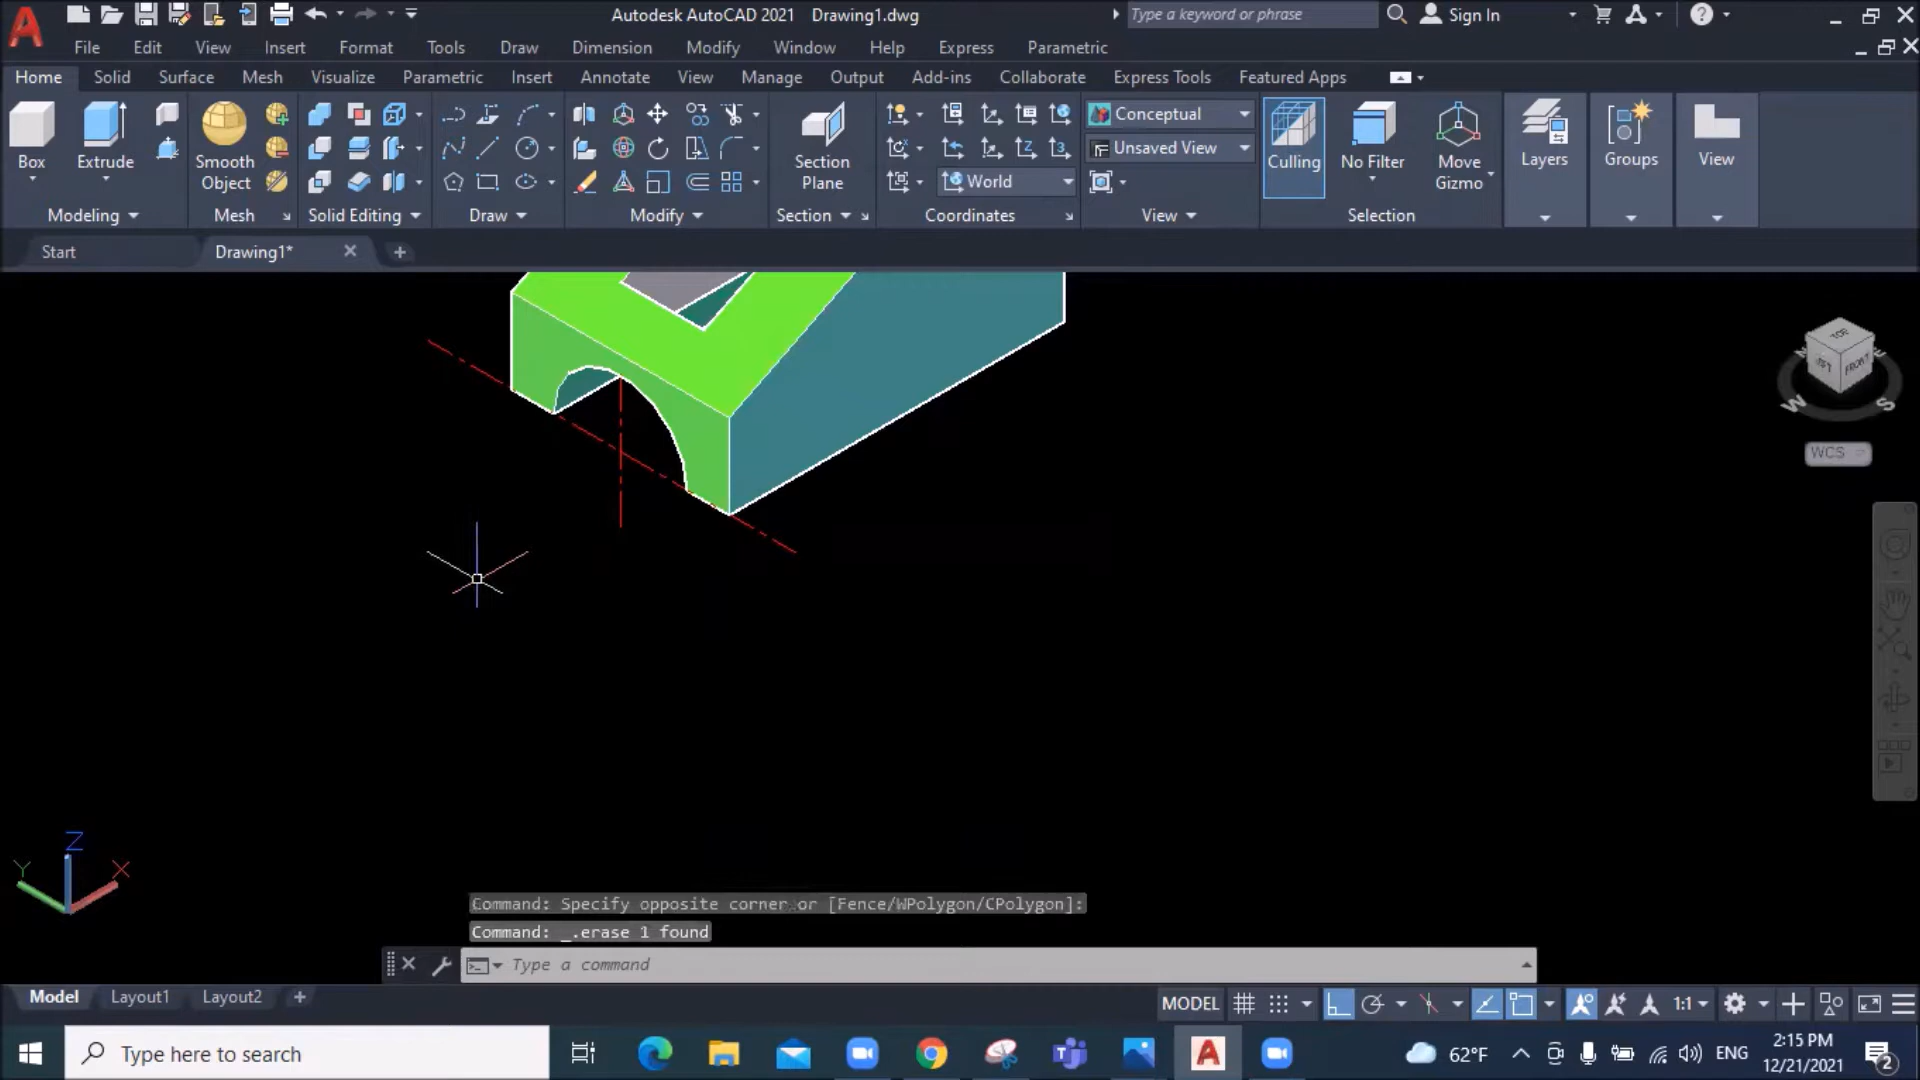 Autodesk AutoCAD 2021 Drawing1.dwg
Type a keyword or phrase
Sign In
File Edit View Insert Format Tools Draw Dimension Modify Window Help Express Parametric
Home Solid Surface Mesh Visualize Parametric Insert Annotate View Manage Output Add-ins Collaborate Express Tools Featured Apps
Box Extrude Smooth Object Section Plane
Conceptual
Unsaved View
World
Culling No Filter Move Gizmo Layers Groups View
Modeling Mesh Solid Editing Draw Modify Section Coordinates View Selection
Start Drawing1*
TOP
FRONT
W S
WCS
Z
Y X
Command: Specify opposite corner or [Fence/WPolygon/CPolygon]:
Command: _.erase 1 found
Type a command
Model Layout1 Layout2
MODEL 1:1
Type here to search
62°F ENG
2:15 PM
12/21/2021
2